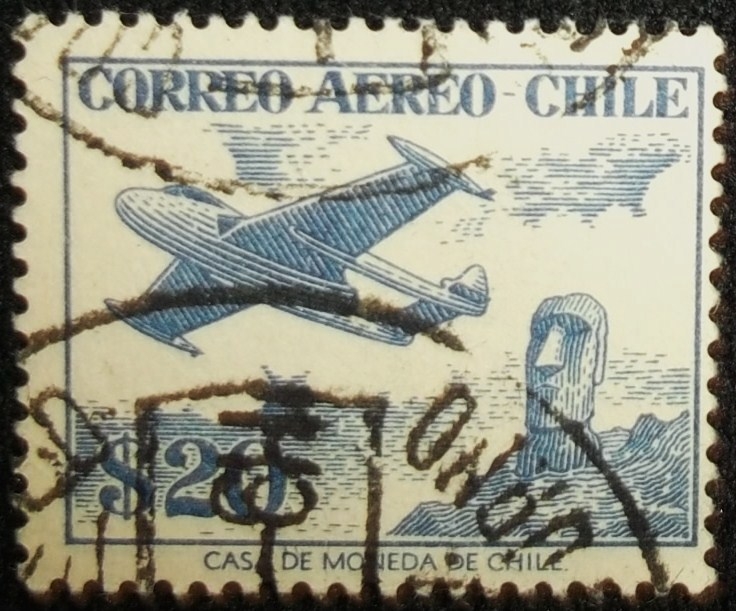 CORREO AEREO-CHILE
$20
CASA DE MONEDA DE CHILE.